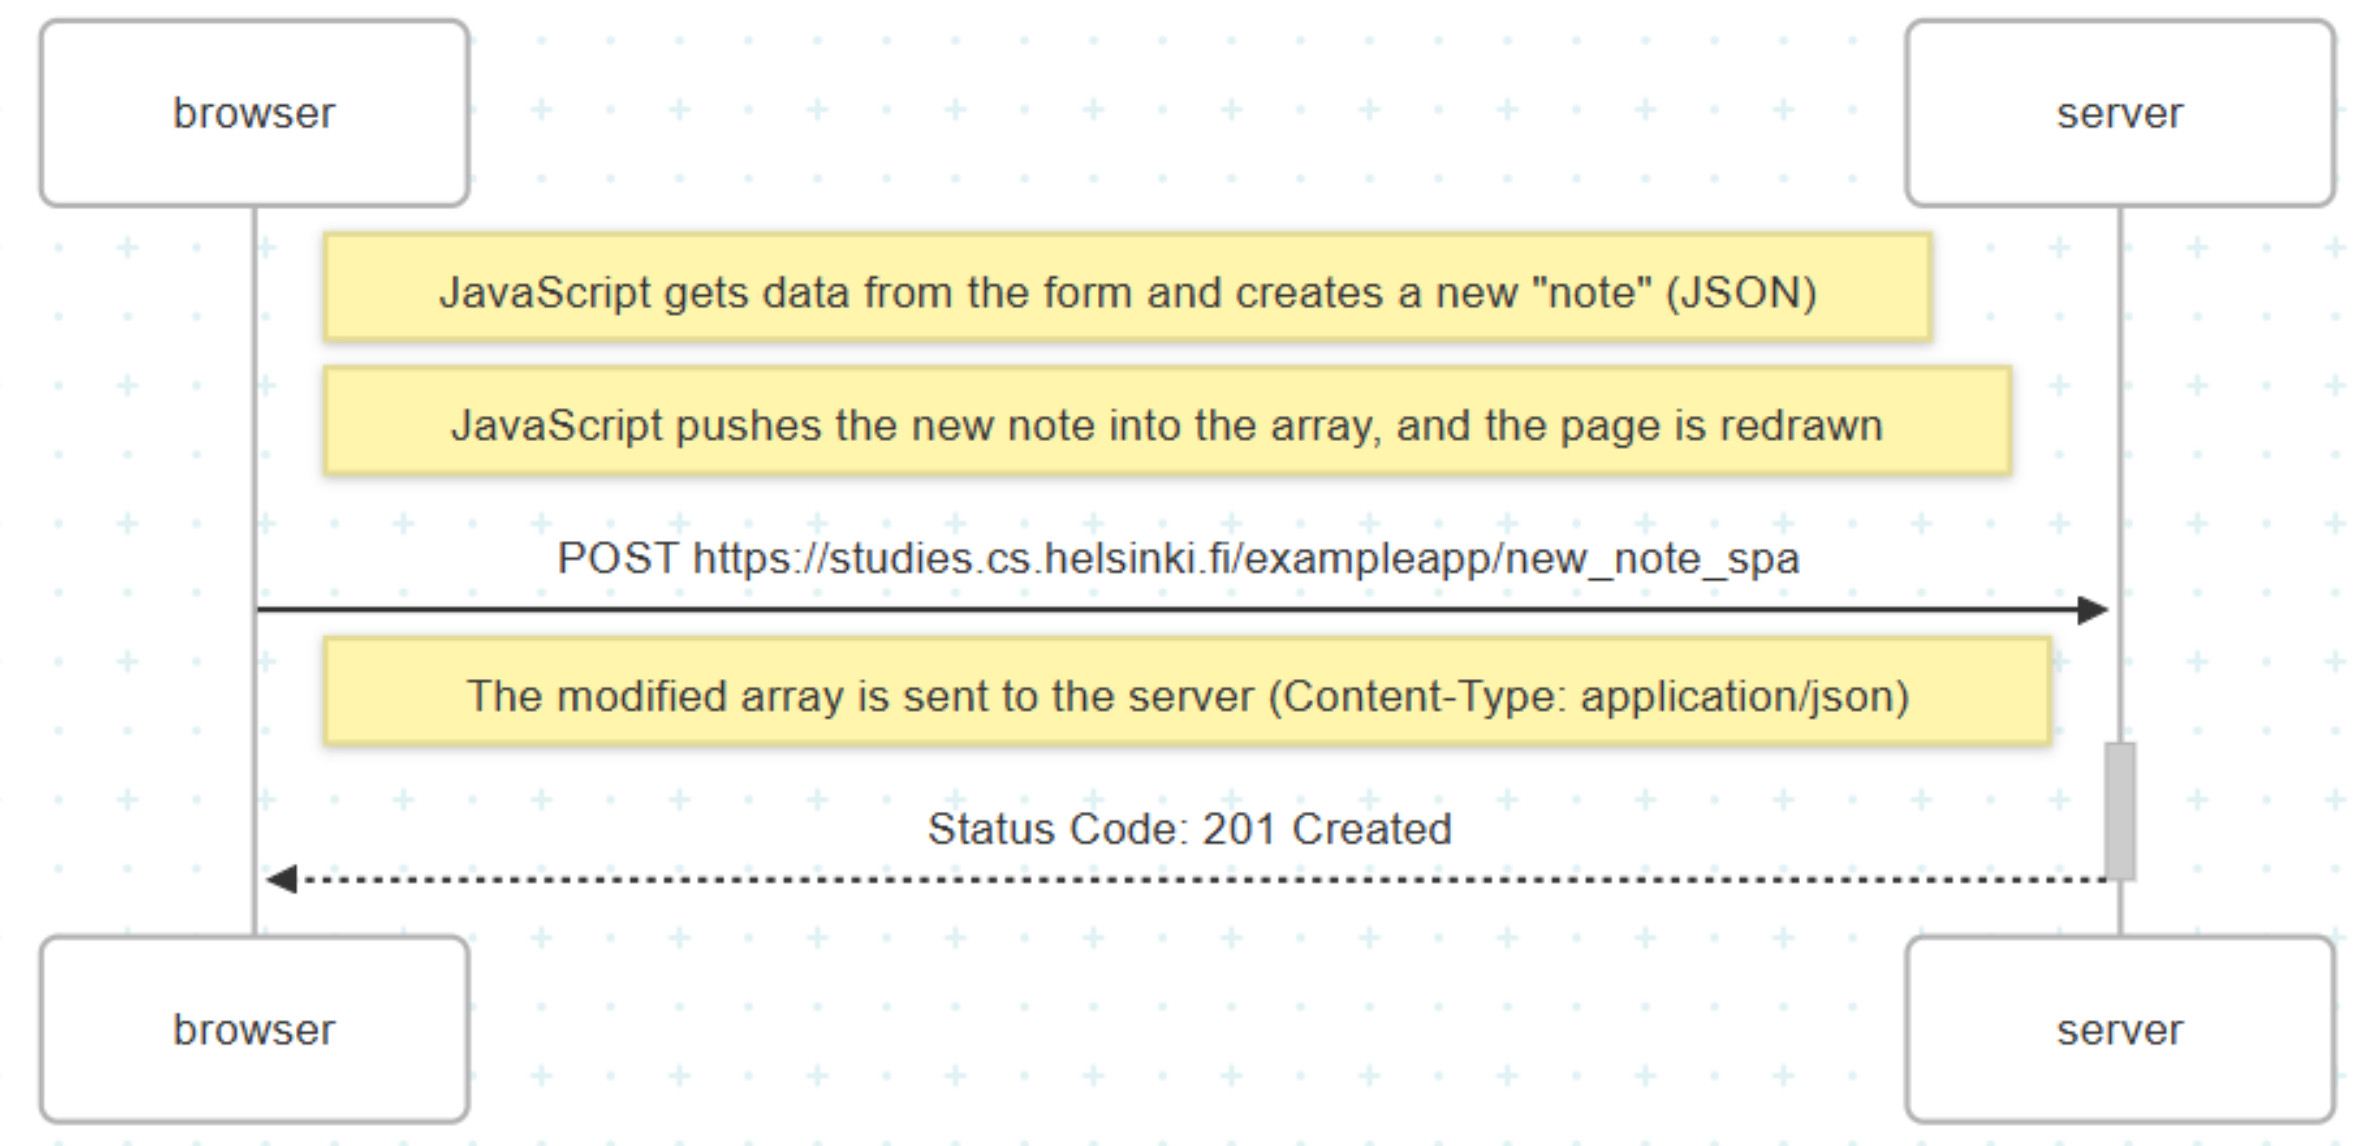 browser
server
JavaScript gets data from the form and creates a new "note" (JSON)
JavaScript pushes the new note into the array, and the page is redrawn
POST https://studies.cs.helsinki.fi/exampleapp/new_note_spa
The modified array is sent to the server (Content-Type: application/json)
Status Code: 201 Created
browser
server